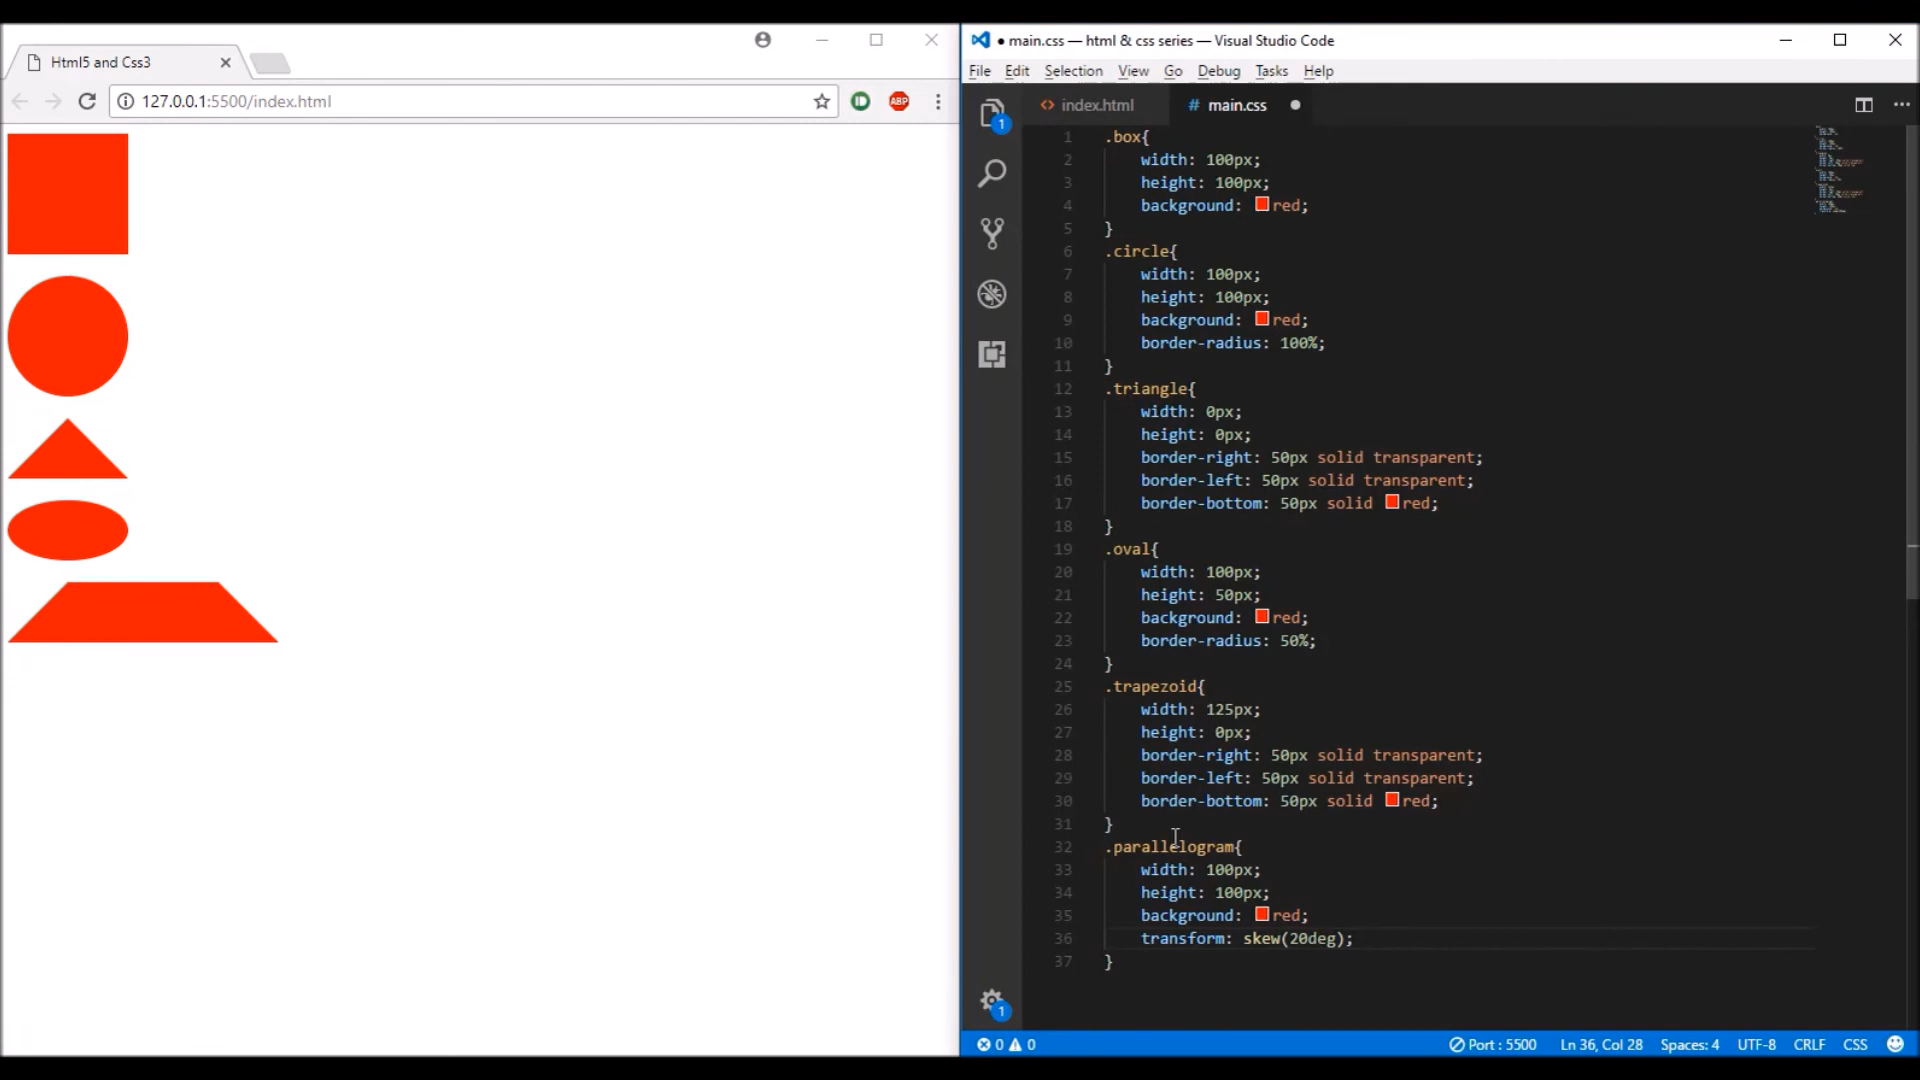 Html5 and Css3
127.0.0.1:5500/index.html
ABP
● main.css — html & css series — Visual Studio Code
File Edit Selection View Go Debug Tasks Help
1
<> index.html
# main.css ●
1 .box{
2 width: 100px;
3 height: 100px;
4 background: red;
5 }
6 .circle{
7 width: 100px;
8 height: 100px;
9 background: red;
10 border-radius: 100%;
11 }
12 .triangle{
13 width: 0px;
14 height: 0px;
15 border-right: 50px solid transparent;
16 border-left: 50px solid transparent;
17 border-bottom: 50px solid red;
18 }
19 .oval{
20 width: 100px;
21 height: 50px;
22 background: red;
23 border-radius: 50%;
24 }
25 .trapezoid{
26 width: 125px;
27 height: 0px;
28 border-right: 50px solid transparent;
29 border-left: 50px solid transparent;
30 border-bottom: 50px solid red;
31 }
32 .parallelogram{
33 width: 100px;
34 height: 100px;
35 background: red;
36 transform: skew(20deg);
37 }
1
0 0 Port : 5500 Ln 36, Col 28 Spaces: 4 UTF-8 CRLF CSS